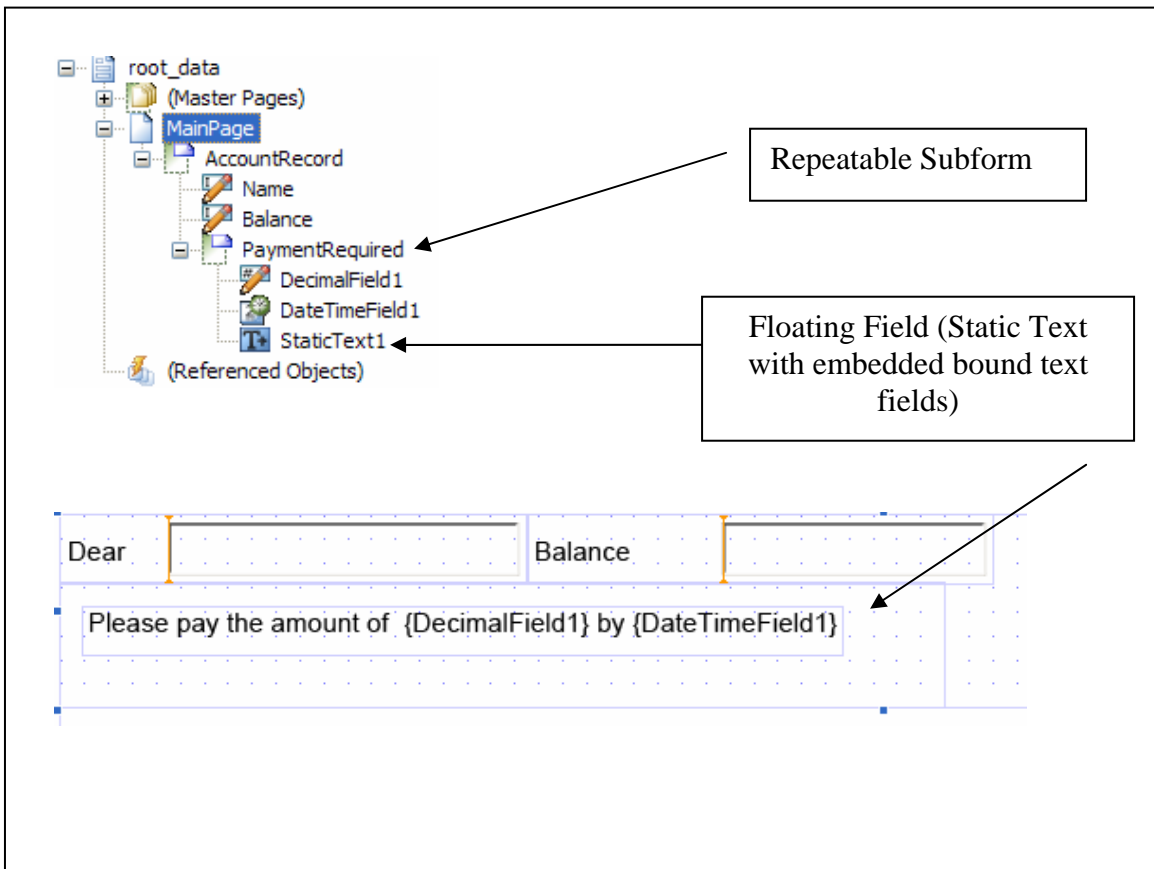 root_data
(Master Pages)
MainPage
AccountRecord
Name
Balance
PaymentRequired
DecimalField1
DateTimeField1
StaticText1
(Referenced Objects)
Repeatable Subform
Floating Field (Static Text
with embedded bound text
fields)
Dear Balance
Please pay the amount of {DecimalField1} by {DateTimeField1}